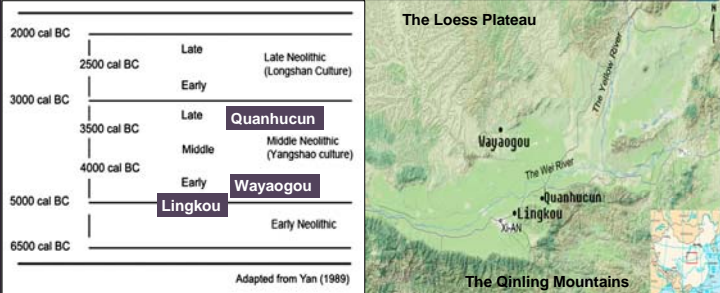 2000 cal BC
Late
2500 cal BC
Late Neolithic
(Longshan Culture)
Early
3000 cal BC
Late
Quanhucun
3500 cal BC
Middle
Middle Neolithic
(Yangshao culture)
4000 cal BC
Early
Wayaogou
5000 cal BC
Lingkou
Early Neolithic
6500 cal BC
Adapted from Yan (1989)
The Loess Plateau
N
The Yellow River
Wayaogou
The Wei River
Quanhucun
Lingkou
XI-AN
The Qinling Mountains